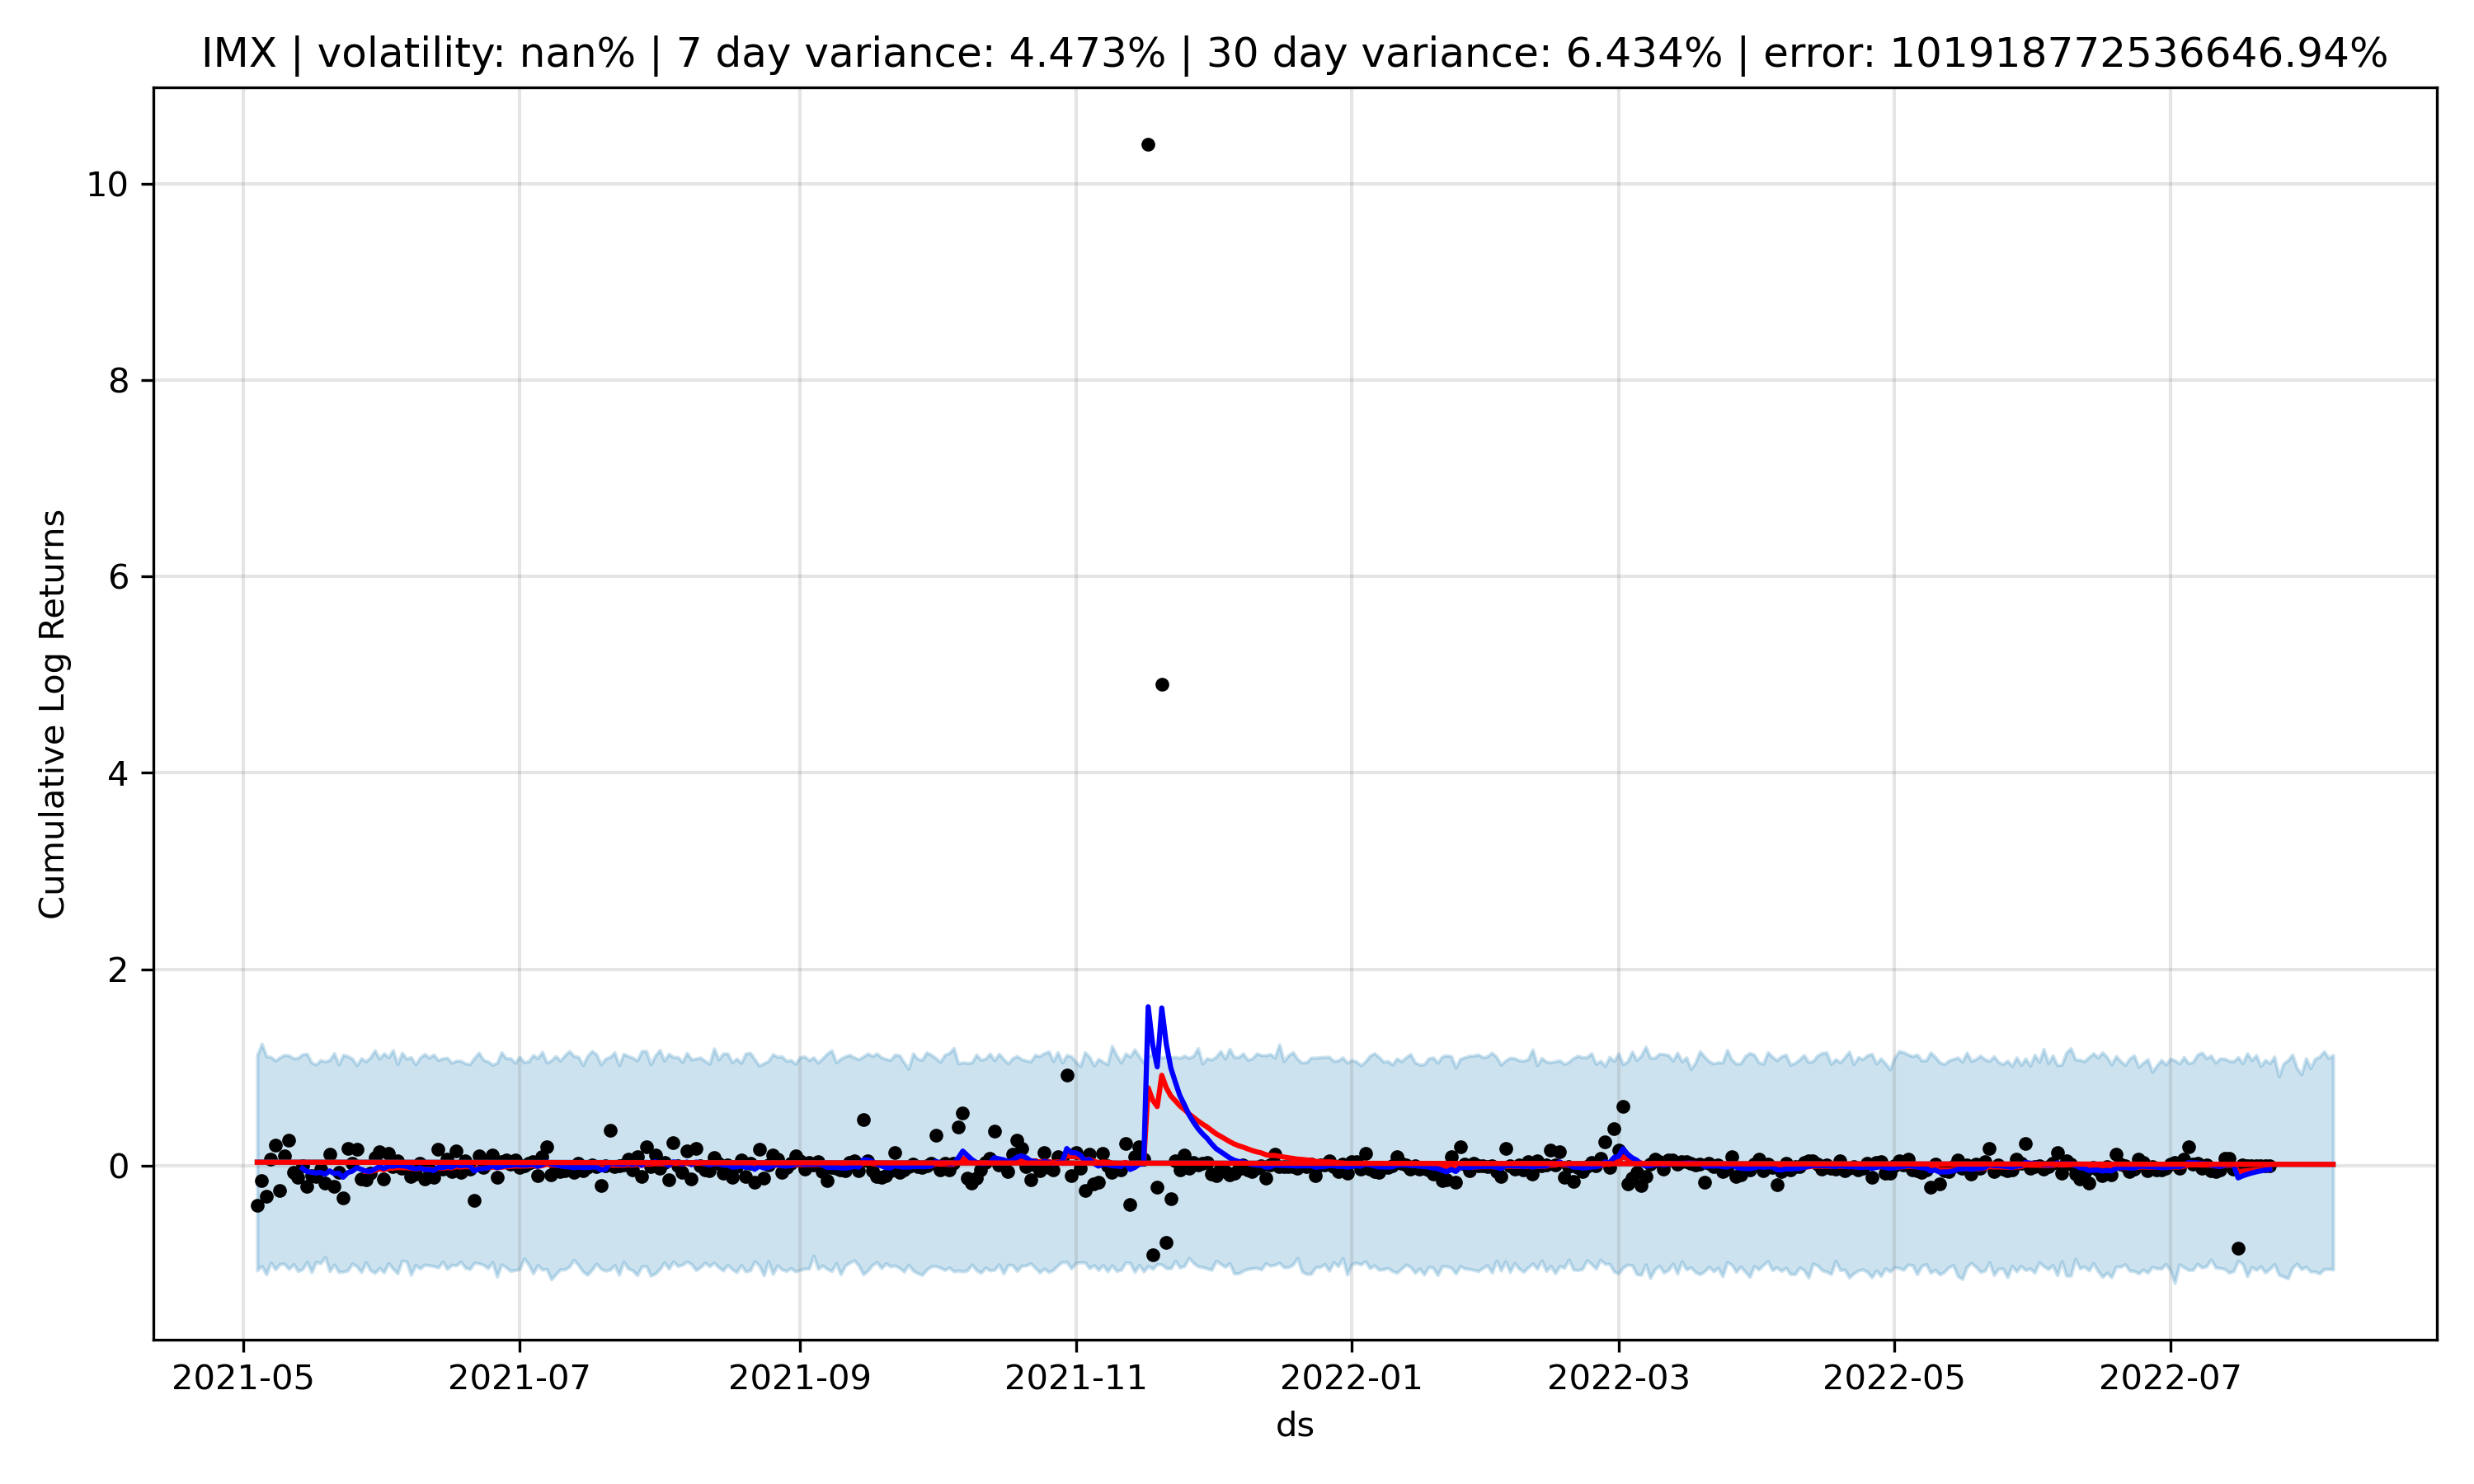 IMX | volatility: nan% | 7 day variance: 4.473% | 30 day variance: 6.434% | error: 101918772536646.94%
10
8
6
4
2
0
Cumulative Log Returns
2021-05 2021-07 2021-09 2021-11 2022-01 2022-03 2022-05 2022-07
ds